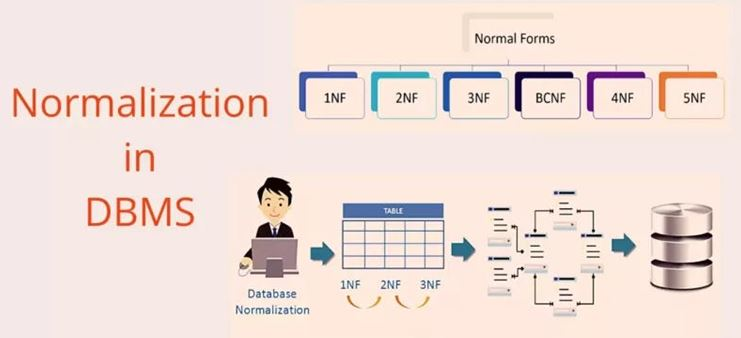 Normalization
in
DBMS
Normal Forms
1NF 2NF 3NF BCNF 4NF 5NF
TABLE
1NF 2NF 3NF
Database
Normalization